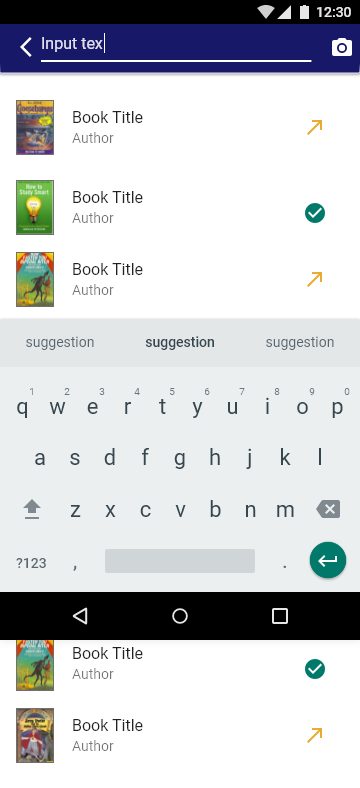 12:30
Input tex
Book Title
Author
How to
Study Smart
Book Title
Author
Book Title
Author
suggestion suggestion suggestion
1 2 3 4 5 6 7 8 9 0
q w e r t y u i o p
a s d f g h j k l
z x c v b n m
?123 , .
Book Title
Author
Book Title
Author